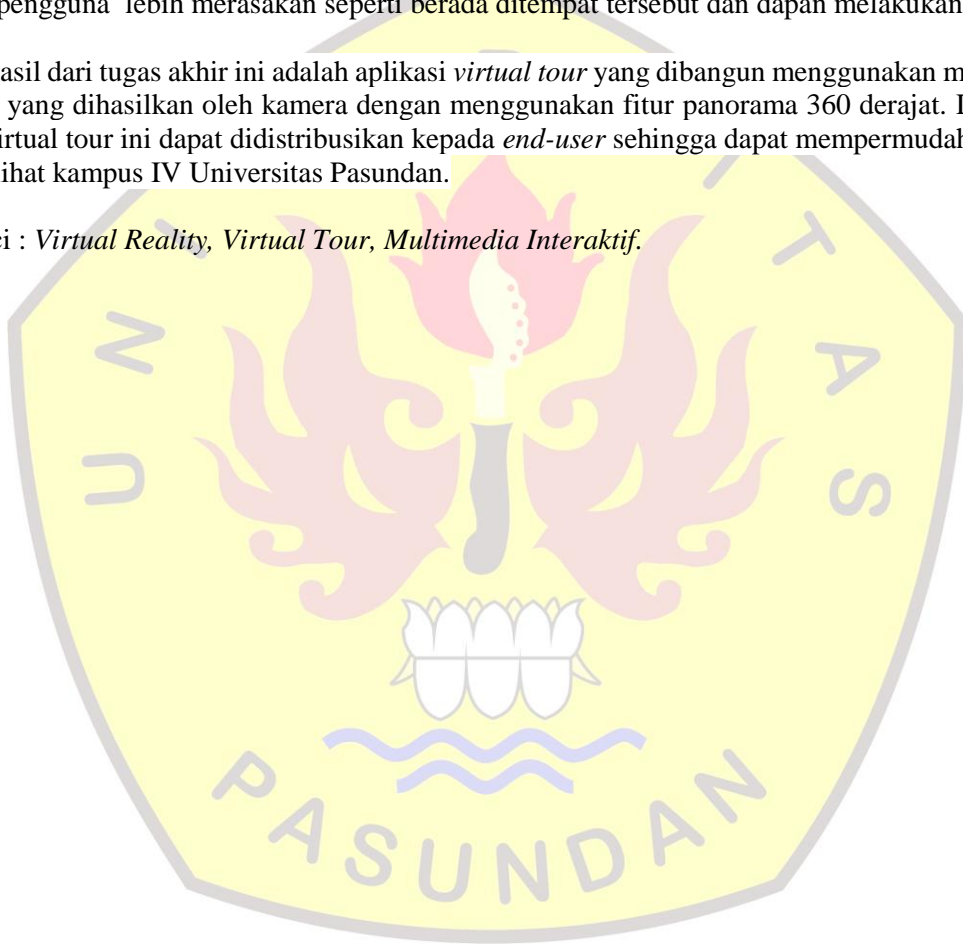 pengguna lebih merasakan seperti berada ditempat tersebut dan dapan melakukan
asil dari tugas akhir ini adalah aplikasi virtual tour yang dibangun menggunakan m
yang dihasilkan oleh kamera dengan menggunakan fitur panorama 360 derajat.
irtual tour ini dapat didistribusikan kepada end-user sehingga dapat mempermudah
ihat kampus IV Universitas Pasundan.
ci : Virtual Reality, Virtual Tour, Multimedia Interaktif.
UNIVERSITAS
PASUNDAN